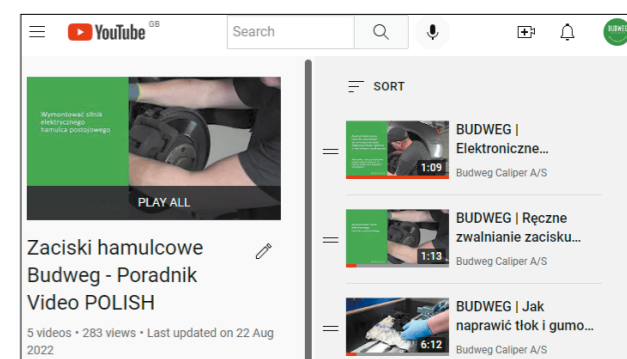 YouTube GB
Search
BUDWEG
Wymontować silnik
elektrycznego
hamulca postojowego
PLAY ALL
Zaciski hamulcowe
Budweg - Poradnik
Video POLISH
5 videos • 283 views • Last updated on 22 Aug
2022
SORT
1:09
BUDWEG |
Elektroniczne...
Budweg Caliper A/S
1:13
BUDWEG | Ręczne
zwalnianie zacisku...
Budweg Caliper A/S
6:12
BUDWEG | Jak
naprawić tłok i gumo...
Budweg Caliper A/S